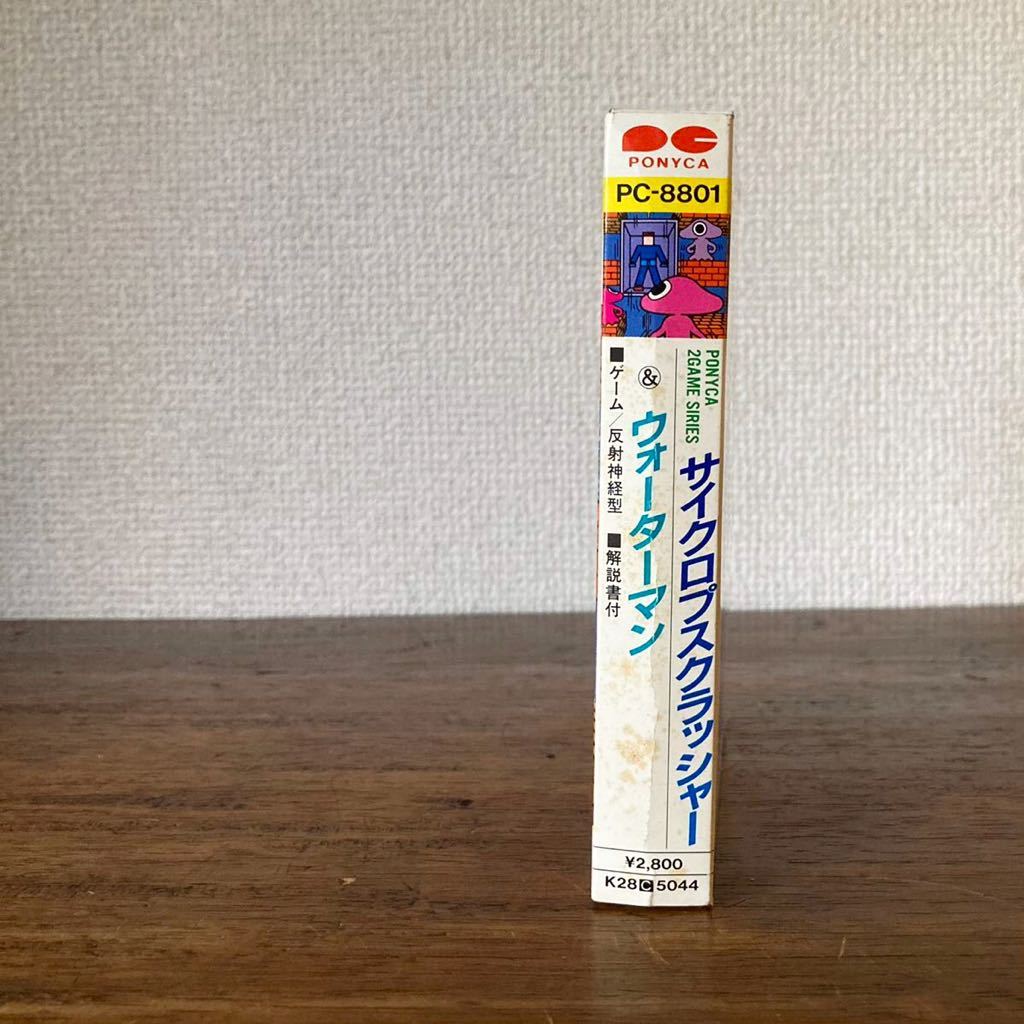 PC
PONYCA
PC-8801
PONYCA
2GAME SIRIES
サイクロプスクラッシャー
& ウォーターマン
■ゲーム/反射神経型 ■解説書付
¥2,800
K28C5044